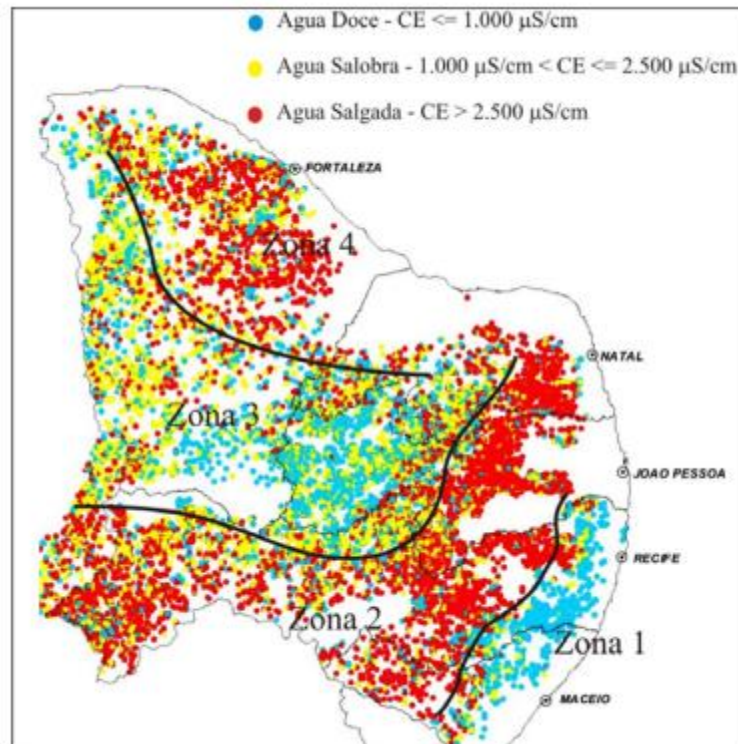 Agua Doce - CE <= 1.000 µS/cm
Agua Salobra - 1.000 µS/cm < CE <= 2.500 µS/cm
Agua Salgada - CE > 2.500 µS/cm
FORTALEZA
Zona 4
NATAL
Zona 3
JOAO PESSOA
RECIFE
Zona 2
Zona 1
MACEIO